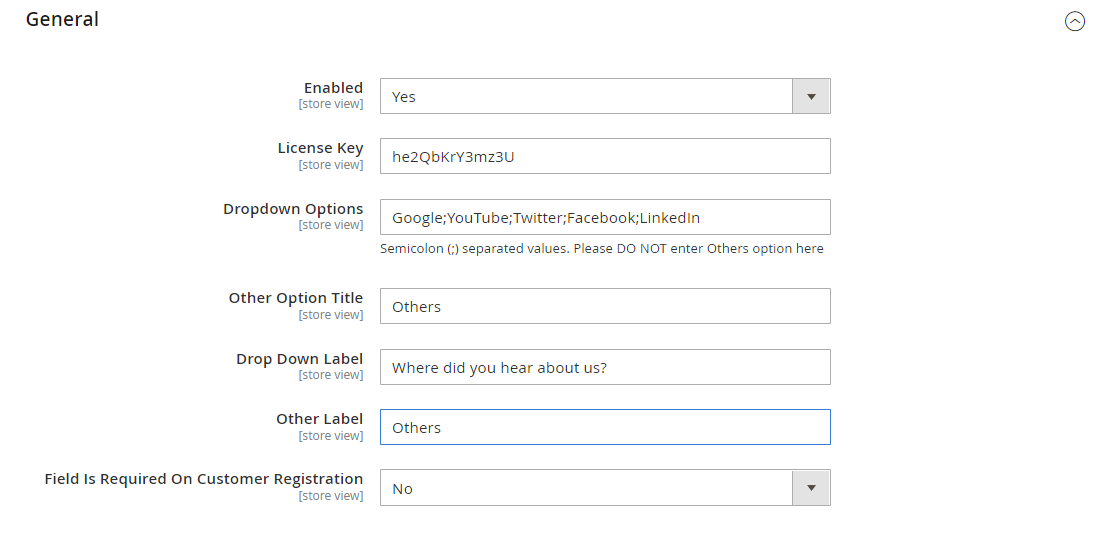 General
Enabled
[store view]
Yes
License Key
[store view]
he2QbKrY3mz3U
Dropdown Options
[store view]
Google;YouTube;Twitter;Facebook;LinkedIn
Semicolon (;) separated values. Please DO NOT enter Others option here
Other Option Title
[store view]
Others
Drop Down Label
[store view]
Where did you hear about us?
Other Label
[store view]
Others
Field Is Required On Customer Registration
[store view]
No